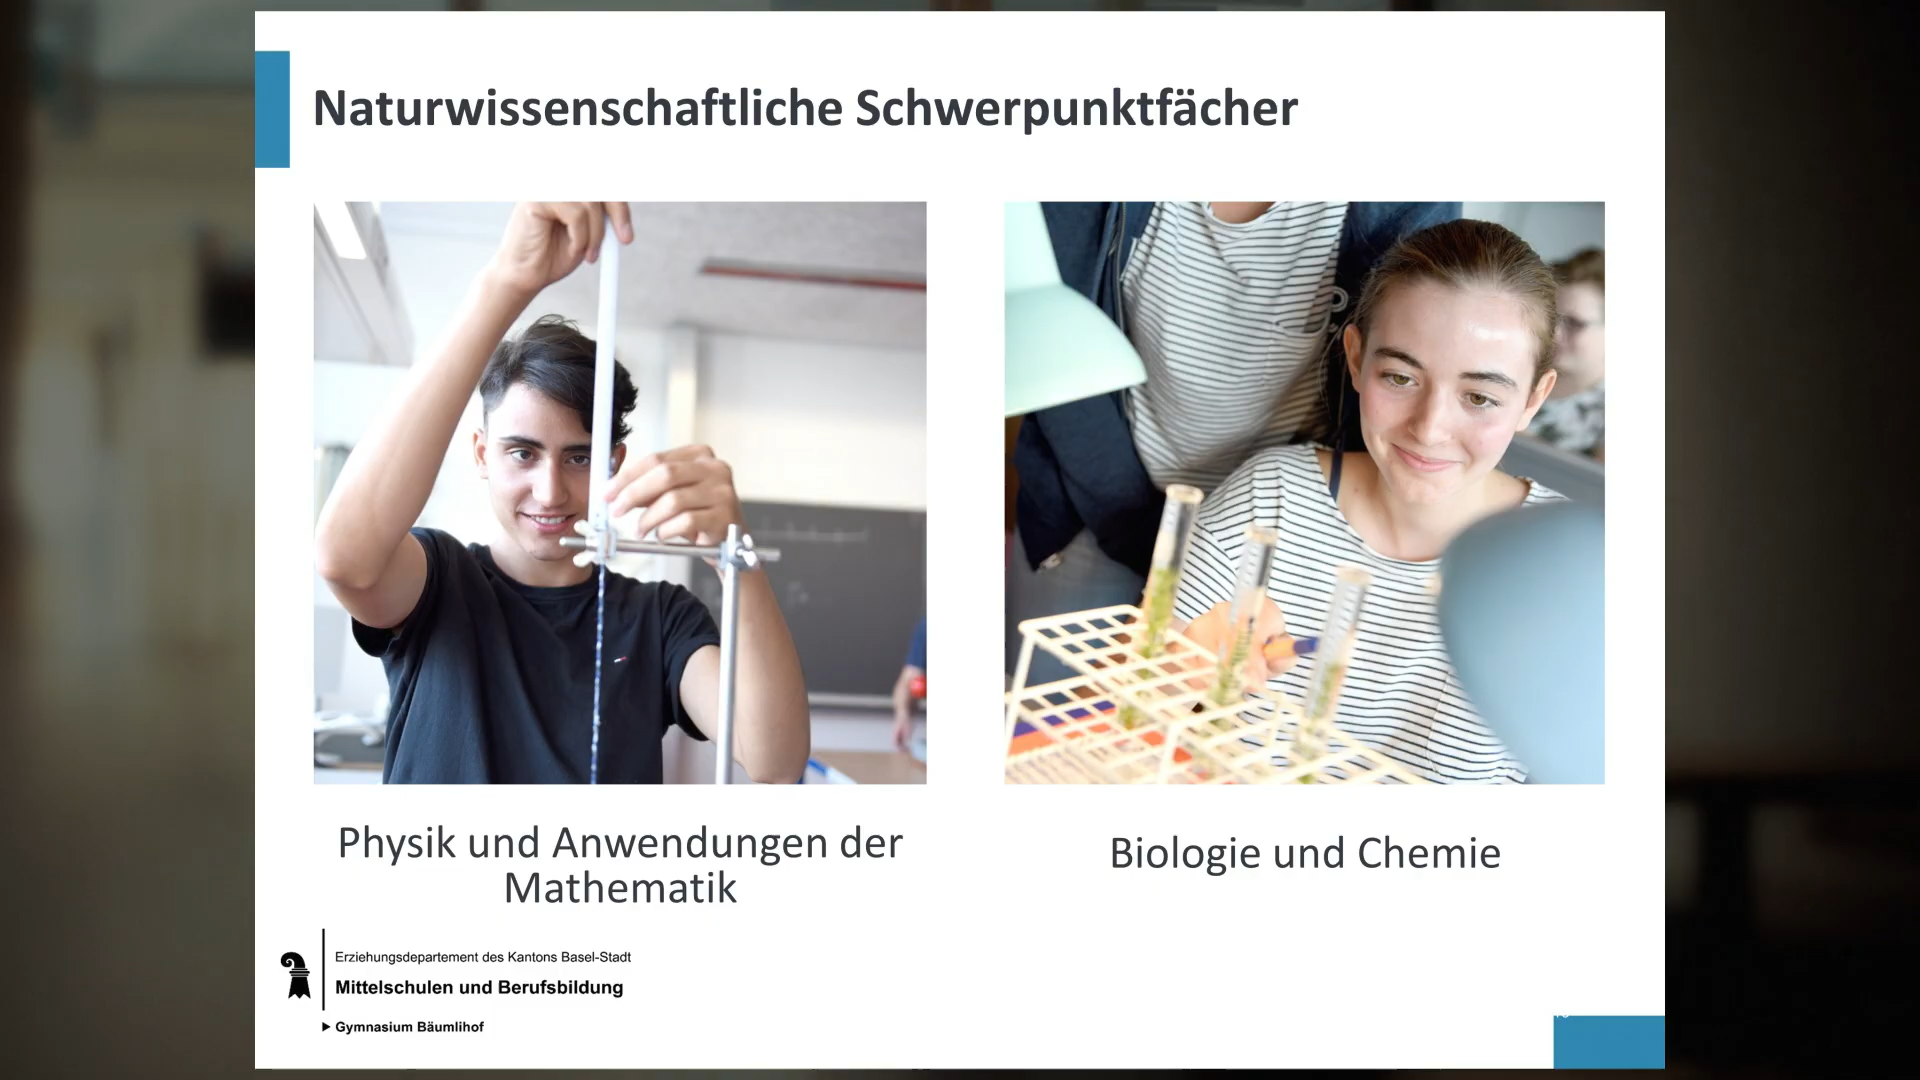 Naturwissenschaftliche Schwerpunktfächer
Physik und Anwendungen der
Mathematik
Biologie und Chemie
Erziehungsdepartement des Kantons Basel-Stadt
Mittelschulen und Berufsbildung
Gymnasium Bäumlihof